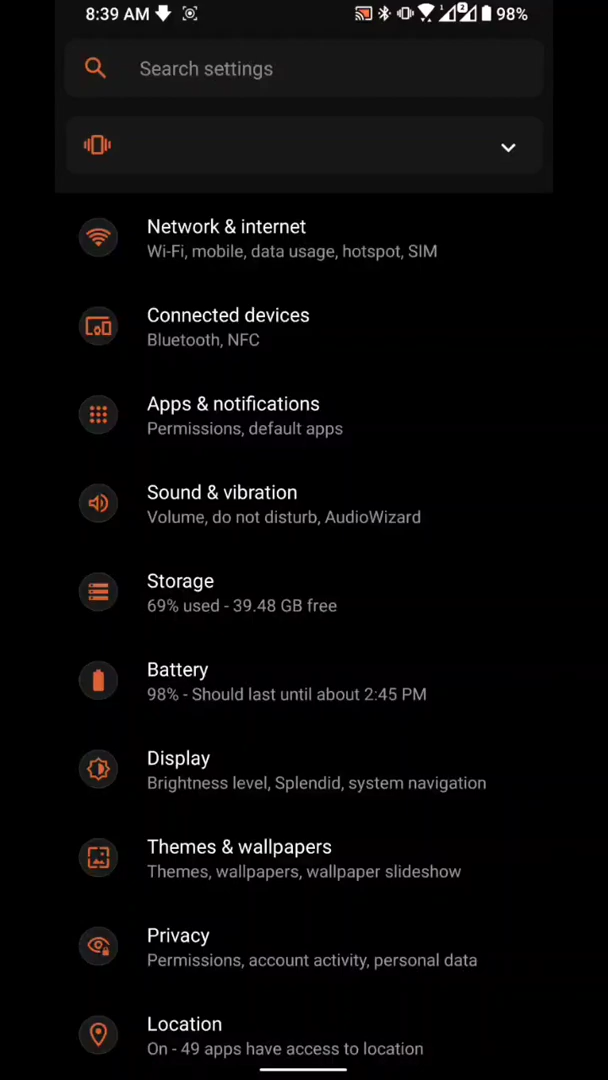 8:39 AM 1 2 98%
Search settings
Network & internet
Wi-Fi, mobile, data usage, hotspot, SIM
Connected devices
Bluetooth, NFC
Apps & notifications
Permissions, default apps
Sound & vibration
Volume, do not disturb, AudioWizard
Storage
69% used - 39.48 GB free
Battery
98% - Should last until about 2:45 PM
Display
Brightness level, Splendid, system navigation
Themes & wallpapers
Themes, wallpapers, wallpaper slideshow
Privacy
Permissions, account activity, personal data
Location
On - 49 apps have access to location